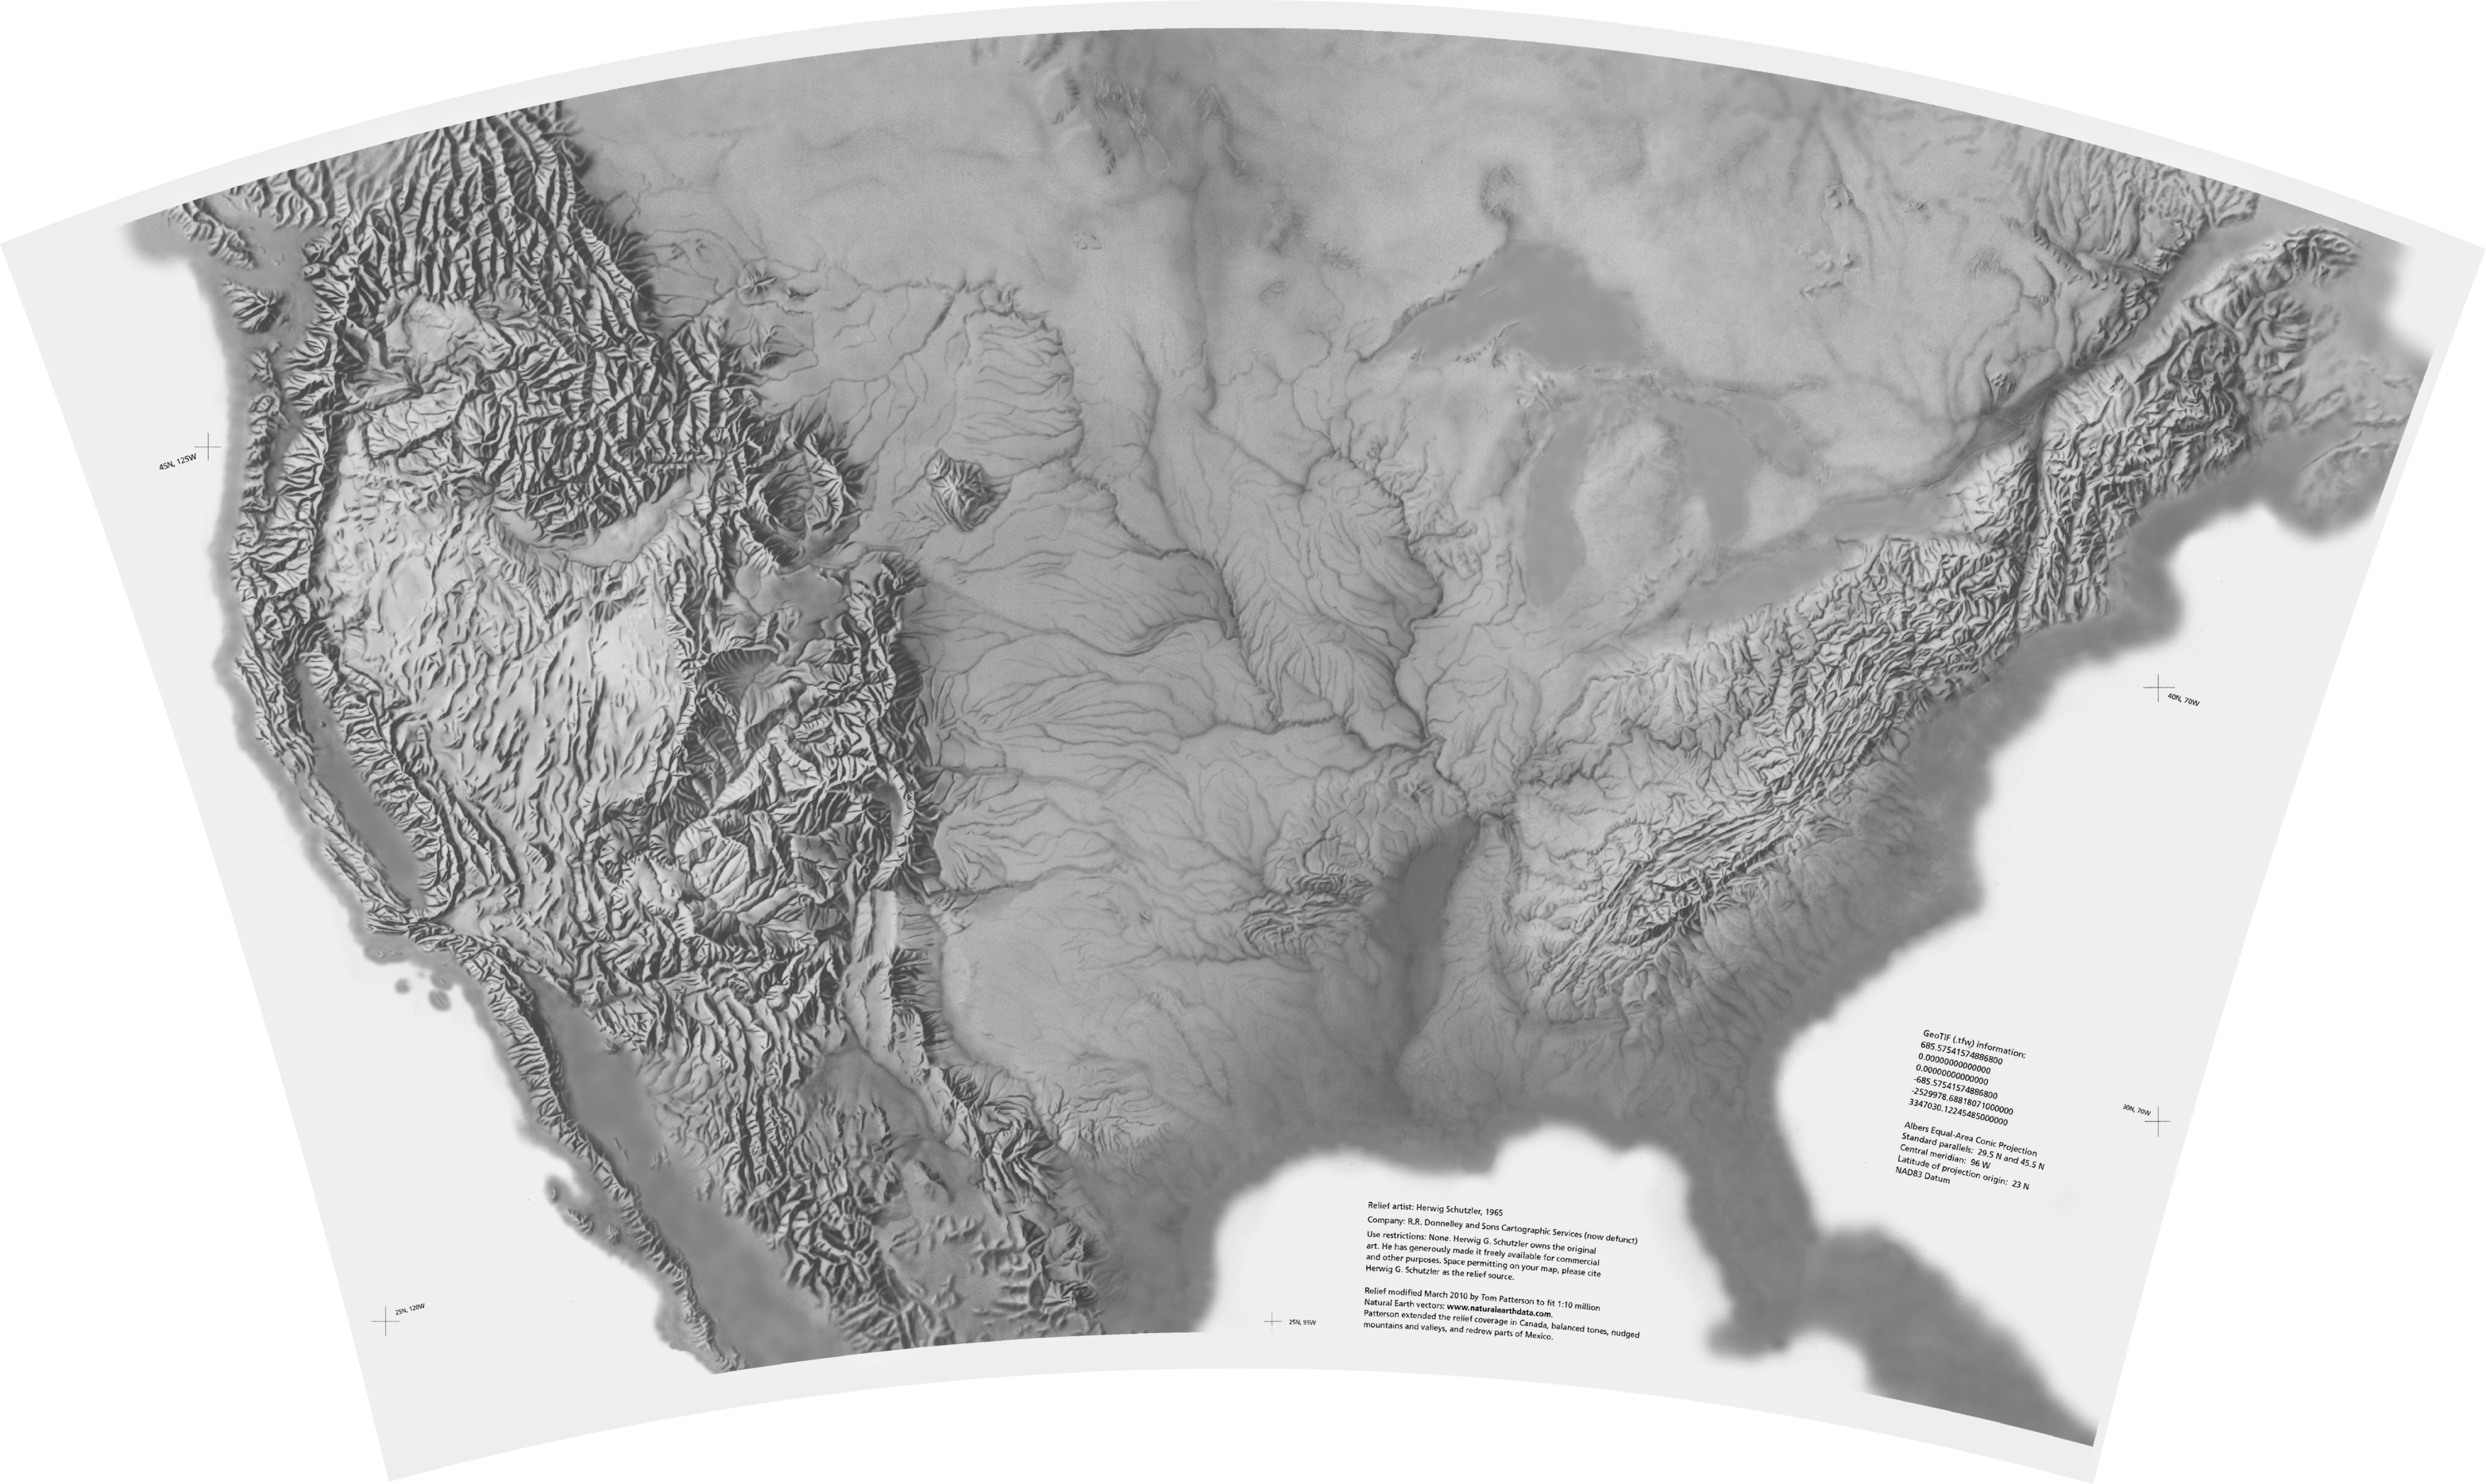 45N, 125W
40N, 70W
GeoTIF (.tfw) information:
685.57541574886800
0.00000000000000
0.00000000000000
-685.57541574886800
-2529978.68818071000000
3347030.12245485000000
Albers Equal-Area Conic Projection
Standard parallels: 29.5 N and 45.5 N
Central meridian: 96 W
Latitude of projection origin: 23 N
NAD83 Datum
30N, 70W
Relief artist: Herwig Schutzler, 1965
Company: R.R. Donnelley and Sons Cartographic Services (now defunct)
Use restrictions: None. Herwig G. Schutzler owns the original
art. He has generously made it freely available for commercial
and other purposes. Space permitting on your map, please cite
Herwig G. Schutzler as the relief source.
Relief modified March 2010 by Tom Patterson to fit 1:10 million
Natural Earth vectors: www.naturalearthdata.com.
Patterson extended the relief coverage in Canada, balanced tones, nudged
mountains and valleys, and redrew parts of Mexico.
25N, 120W
25N, 95W